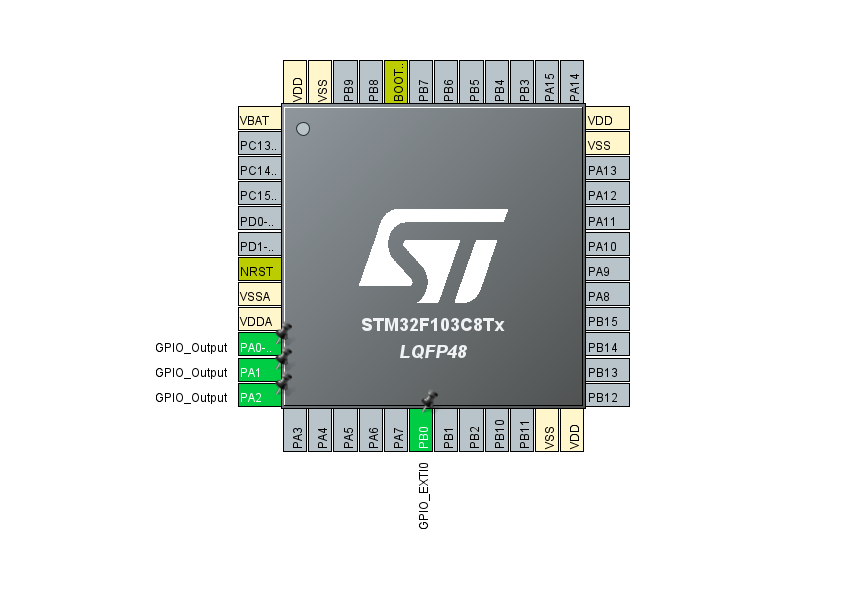 VDD
VSS
PB9
PB8
BOOT..
PB7
PB6
PB5
PB4
PB3
PA15
PA14
VBAT
PC13..
PC14..
PC15..
PD0-..
PD1-..
NRST
VSSA
VDDA
GPIO_Output PA0-..
GPIO_Output PA1
GPIO_Output PA2
ST
STM32F103C8Tx
LQFP48
VDD
VSS
PA13
PA12
PA11
PA10
PA9
PA8
PB15
PB14
PB13
PB12
PA3
PA4
PA5
PA6
PA7
PB0
PB1
PB2
PB10
PB11
VSS
VDD
GPIO_EXTI0